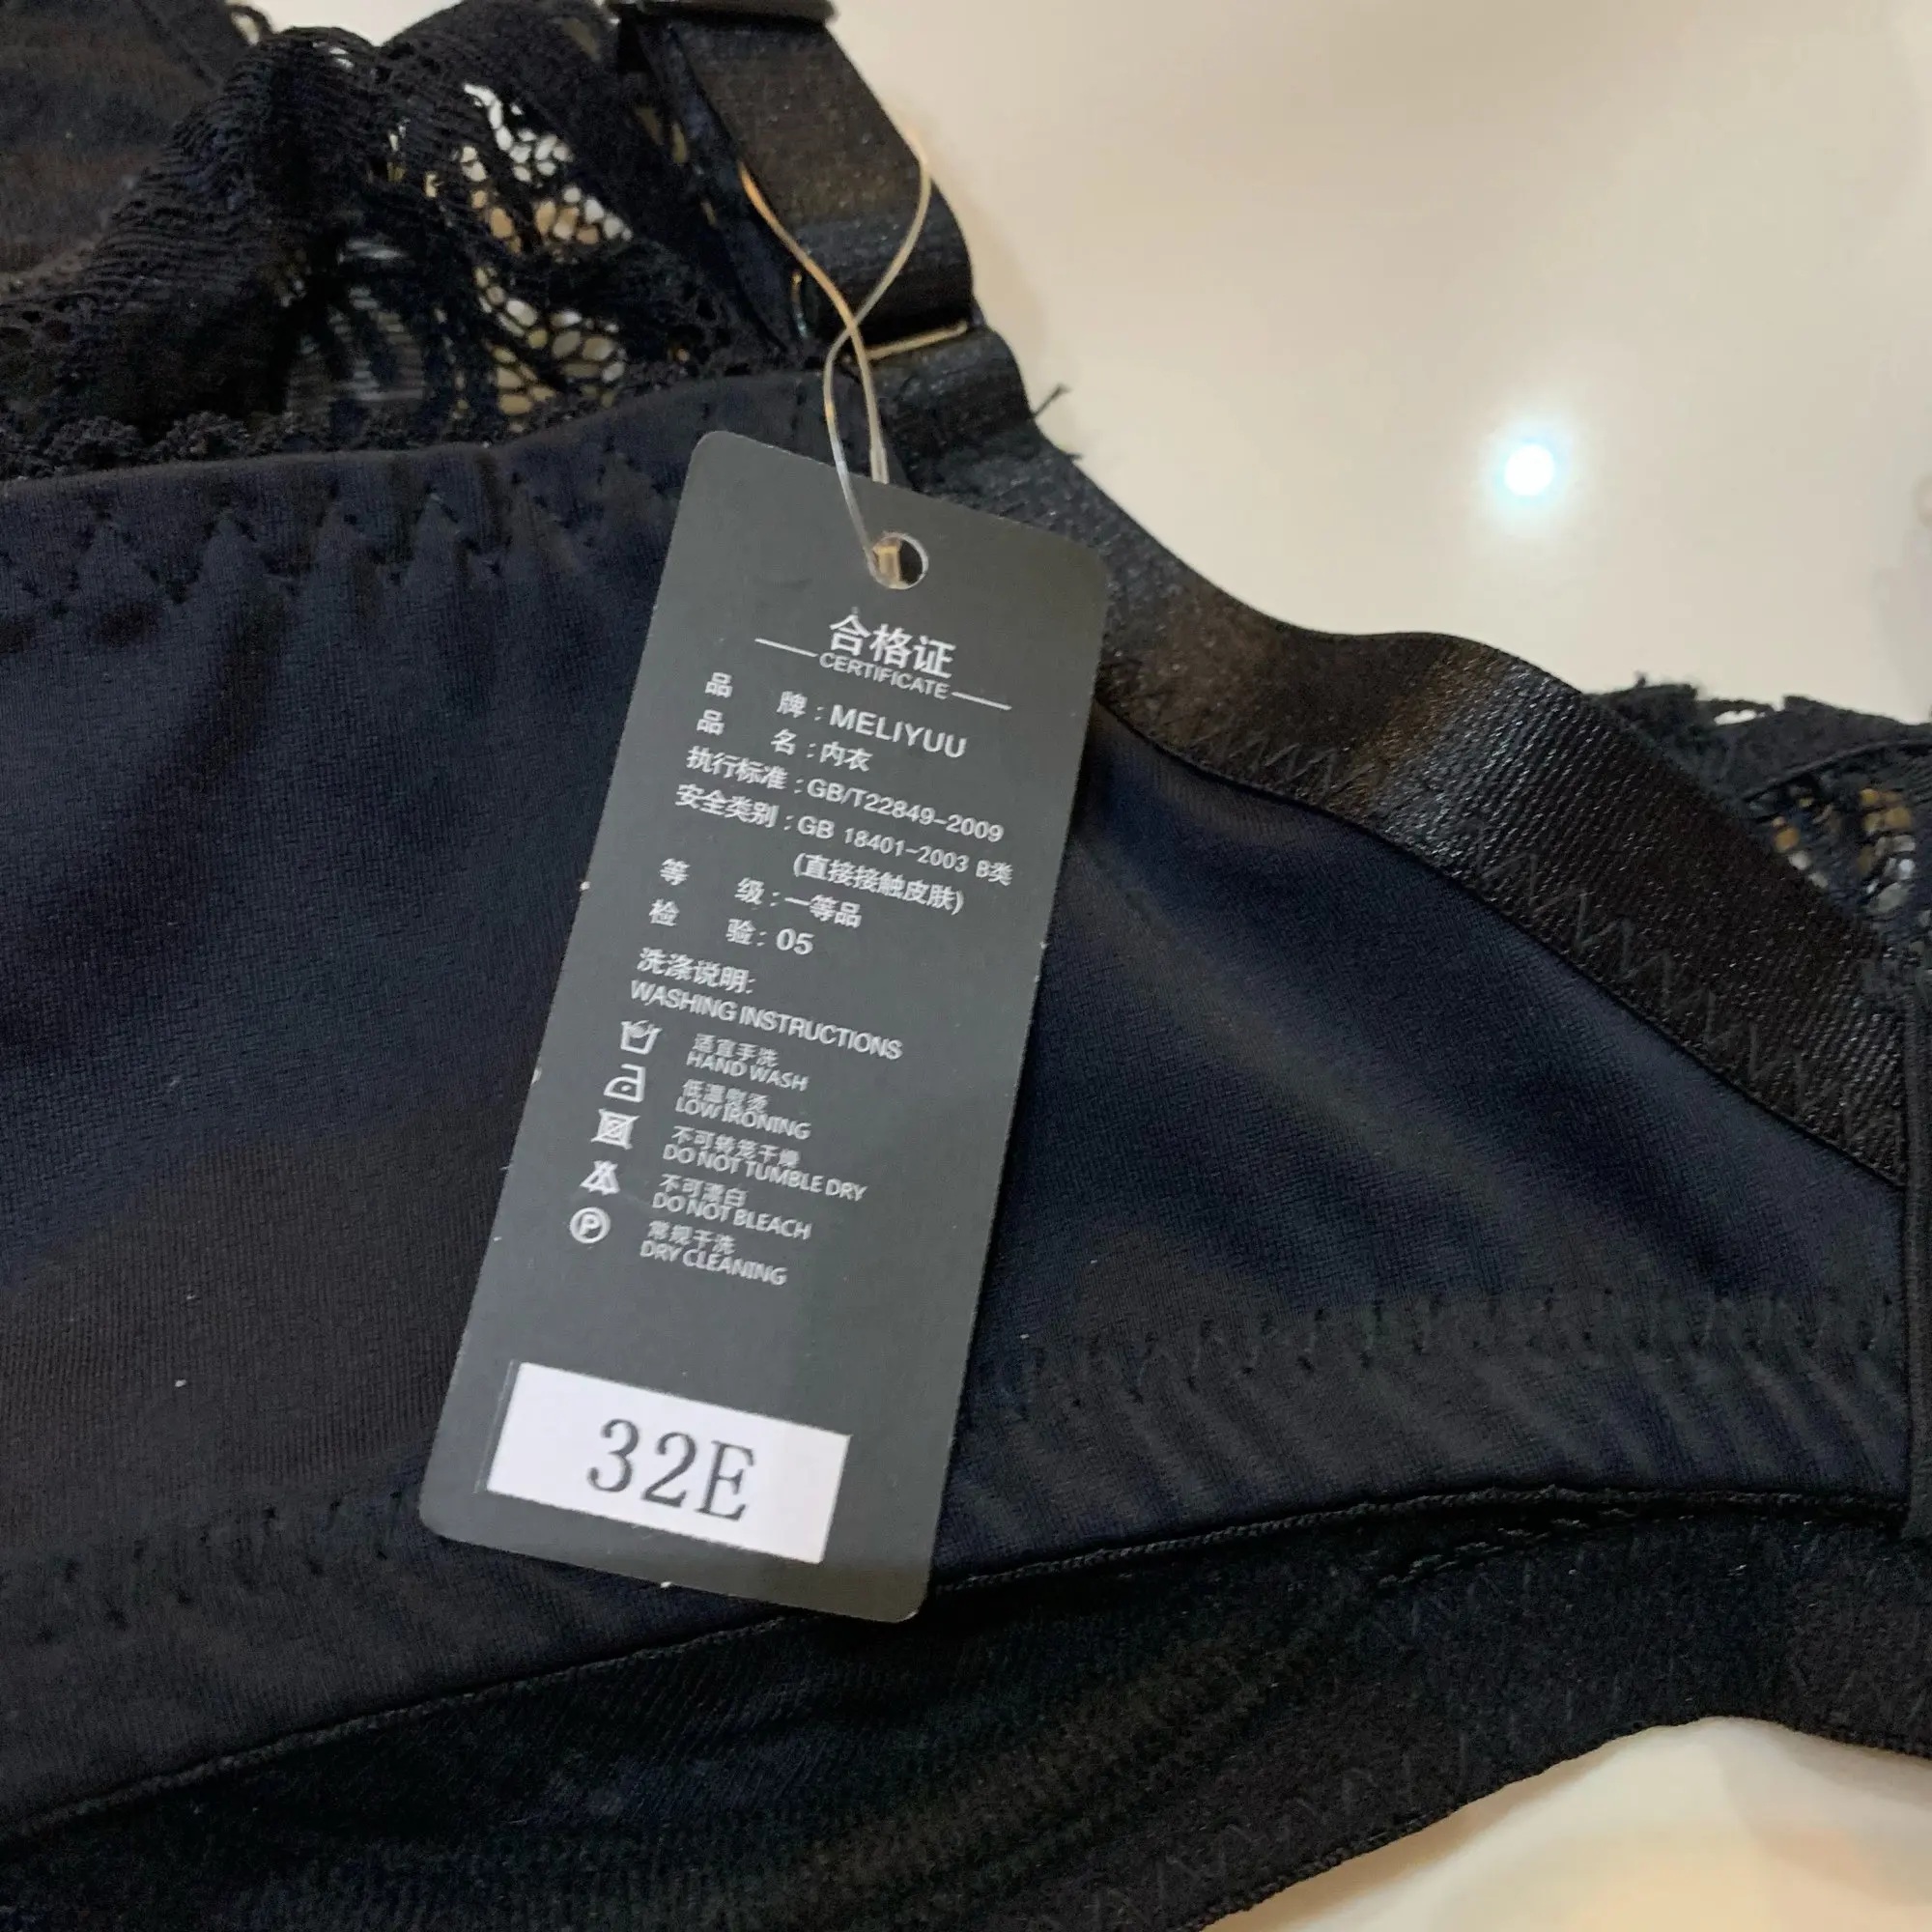 合格证
CERTIFICATE
品 牌：MELIYUU
品 名：内衣
执行标准：GB/T22849-2009
安全类别：GB 18401-2003 B类
(直接接触皮肤)
等 级：一等品
检 验：05
洗涤说明:
WASHING INSTRUCTIONS
适宜手洗
HAND WASH
低温熨烫
LOW IRONING
不可转笼干燥
DO NOT TUMBLE DRY
不可漂白
DO NOT BLEACH
P
常规干洗
DRY CLEANING
32E